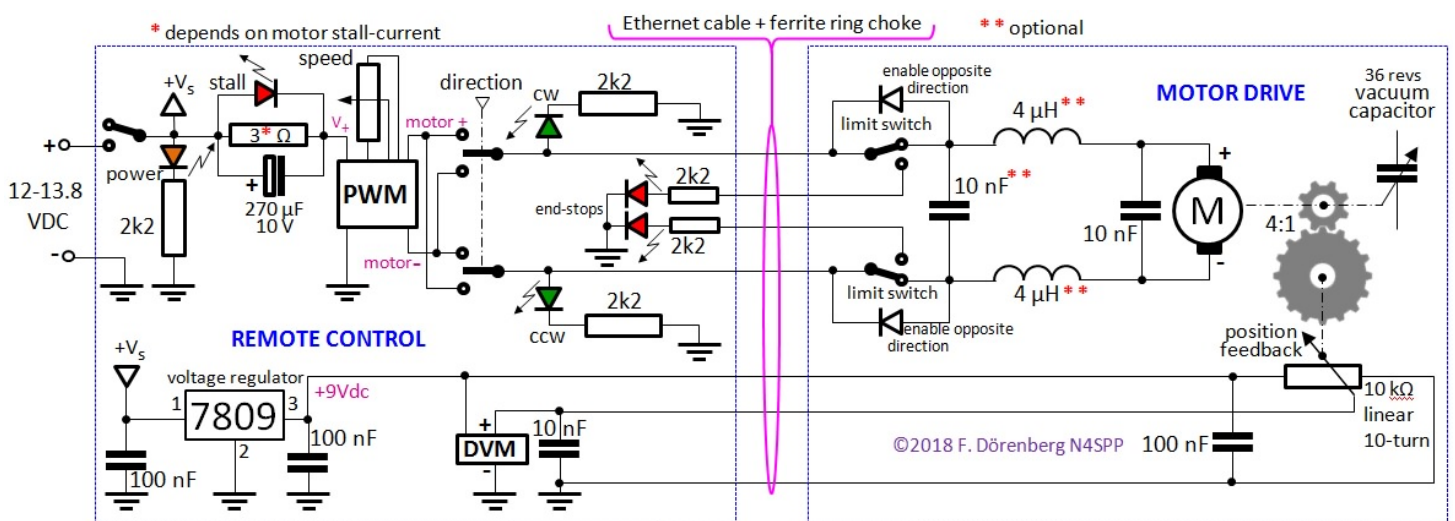 Ethernet cable + ferrite ring choke
* depends on motor stall-current
** optional
speed
stall
+Vs
direction
cw
2k2
enable opposite
direction
4 µH**
MOTOR DRIVE
36 revs
vacuum
capacitor
V+
motor +
limit switch
3* Ω
+
+
power
12-13.8
VDC
+
270 µF
10 V
2k2
PWM
end-stops
2k2
2k2
10 nF**
10 nF
M
4:1
-
motor-
-
limit switch
4 µH**
ccw
2k2
enable opposite
direction
REMOTE CONTROL
position
feedback
+Vs
voltage regulator
+9Vdc
1
7809
3
2
100 nF
100 nF
+
DVM
-
10 nF
©2018 F. Dörenberg N4SPP
100 nF
10 kΩ
linear
10-turn